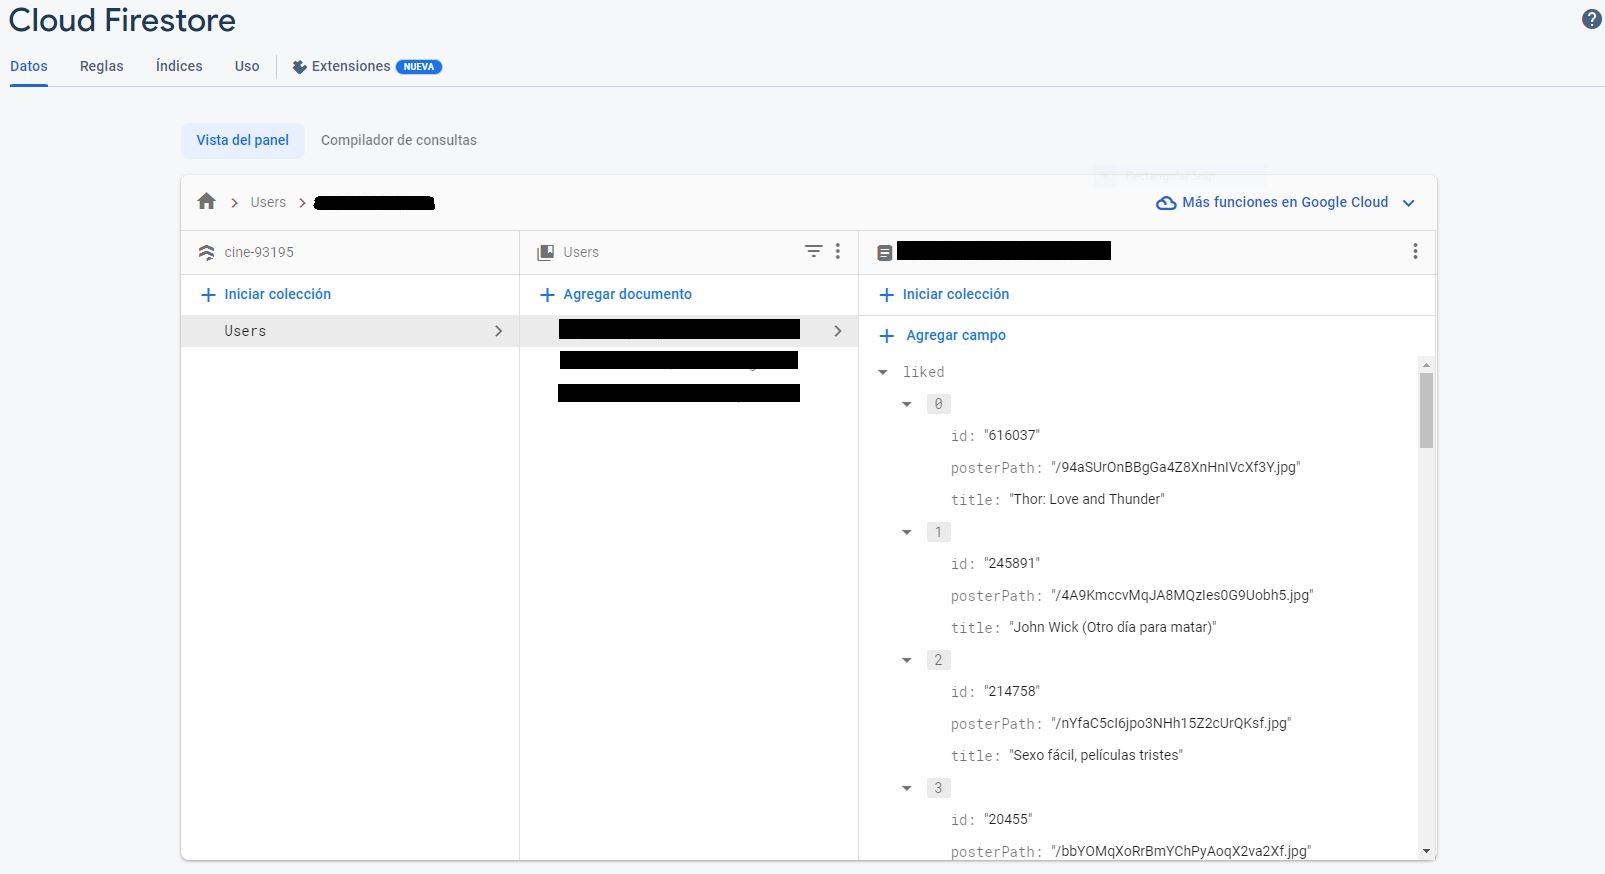 Cloud Firestore
Datos Reglas Índices Uso Extensiones NUEVA
Vista del panel Compilador de consultas
Rectangular Snip
Users
Más funciones en Google Cloud
cine-93195
Users
Iniciar colección
Agregar documento
Iniciar colección
Users
Agregar campo
liked
0
id: "616037"
posterPath: "/94aSUrOnBBgGa4Z8XnHnIVcXf3Y.jpg"
title: "Thor: Love and Thunder"
1
id: "245891"
posterPath: "/4A9KmccvMqJA8MQzIes0G9Uobh5.jpg"
title: "John Wick (Otro día para matar)"
2
id: "214758"
posterPath: "/nYfaC5cI6jpo3NHh15Z2cUrQKsf.jpg"
title: "Sexo fácil, películas tristes"
3
id: "20455"
posterPath: "/bbYOMqXoRrBmYChPyAoqX2va2Xf.jpg"